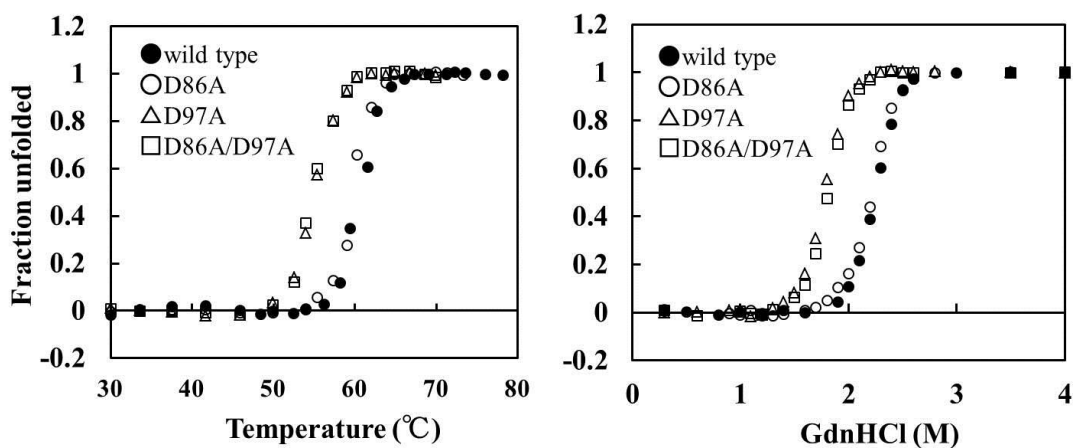 1.2
1
0.8
0.6
0.4
0.2
0
-0.2
Fraction unfolded
wild type
D86A
D97A
D86A/D97A
30 40 50 60 70 80
Temperature (℃)
1.2
1
0.8
0.6
0.4
0.2
0
-0.2
wild type
D86A
D97A
D86A/D97A
0 1 2 3 4
GdnHCl (M)